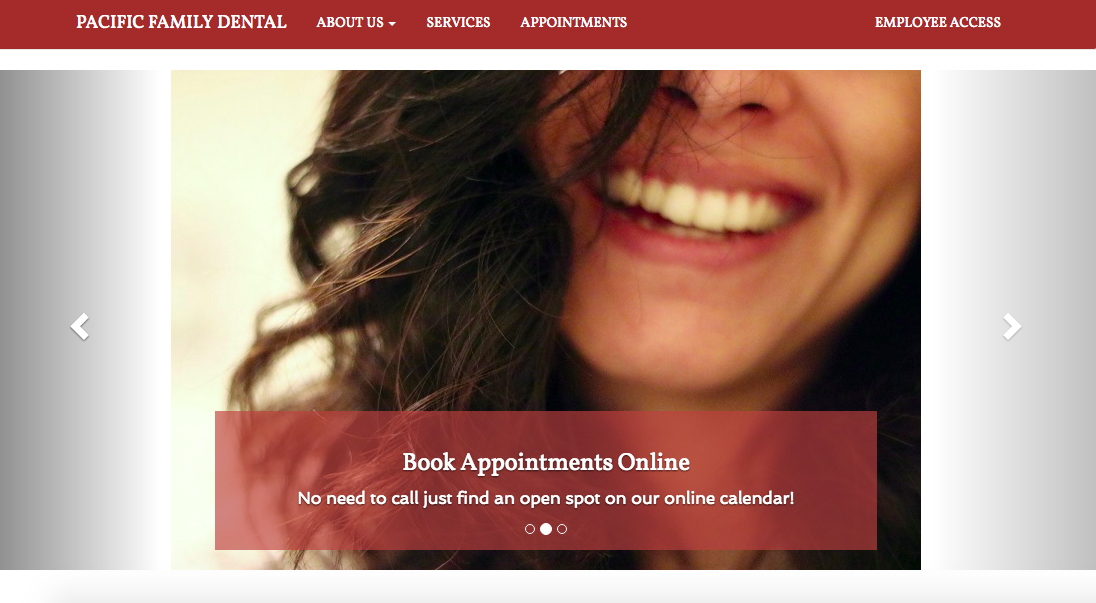 PACIFIC FAMILY DENTAL ABOUT US SERVICES APPOINTMENTS EMPLOYEE ACCESS
Book Appointments Online
No need to call just find an open spot on our online calendar!